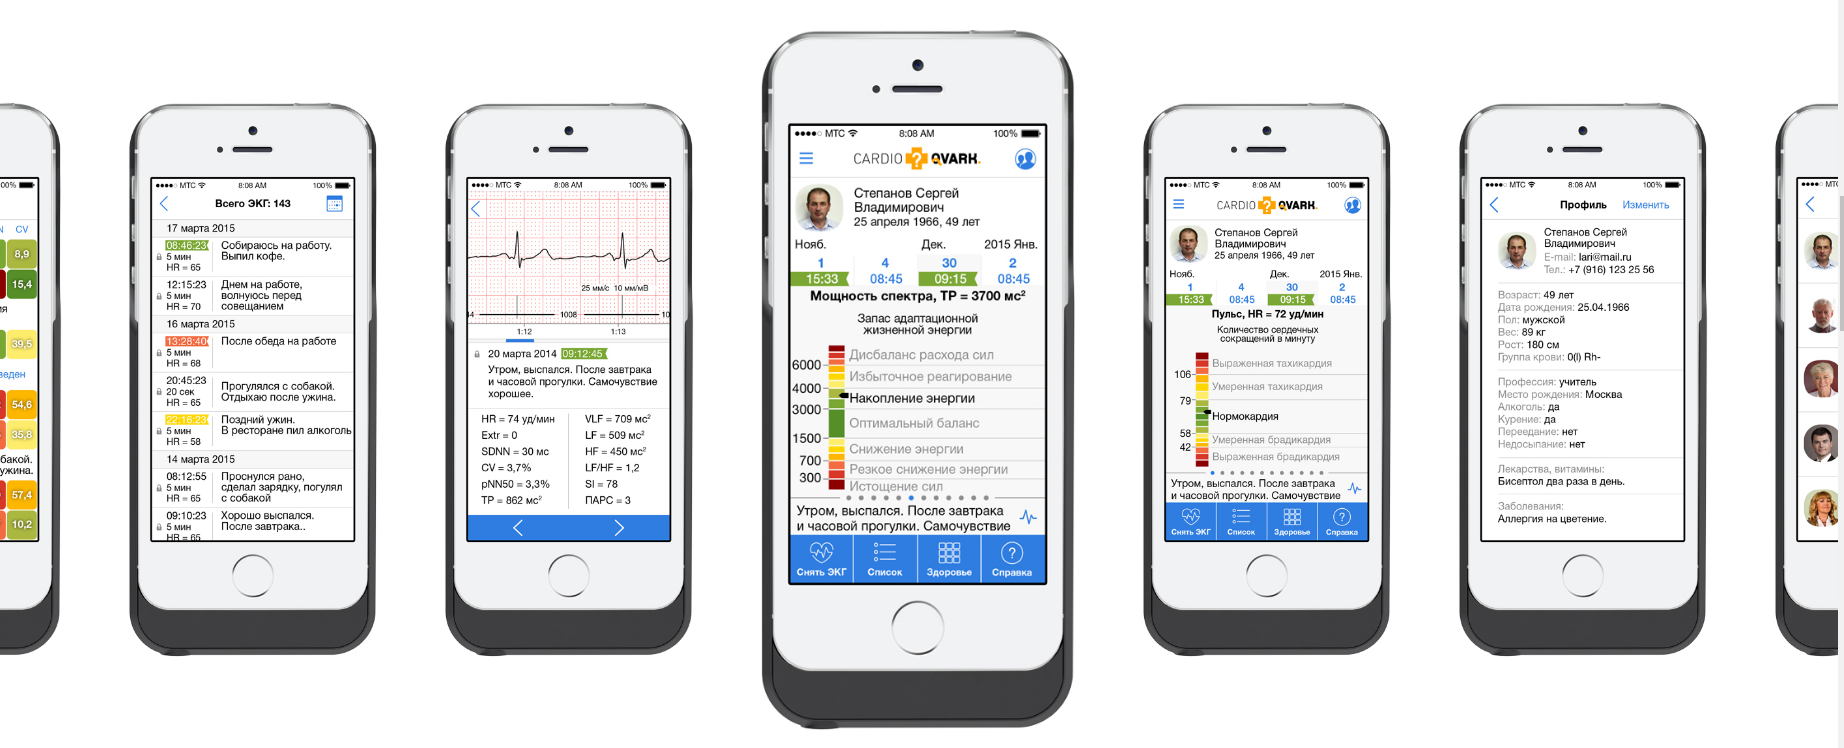 00%
N CV
8,9
15,4
ия
39,5
веден
54,6
35,8
бакой.
ужина.
57,4
10,2
МТС 8:08 AM 100%
Всего ЭКГ: 143
17 марта 2015
08:46:23 Собираюсь на работу.
5 мин Выпил кофе.
HR = 65
12:15:23 Днем на работе,
5 мин волнуюсь перед
HR = 70 совещанием
16 марта 2015
13:28:40 После обеда на работе
5 мин
HR = 68
20:45:23 Прогулялся с собакой.
20 сек Отдыхаю после ужина.
HR = 65
22:15:23 Поздний ужин.
5 мин В ресторане пил алкоголь
HR = 58
14 марта 2015
08:12:55 Проснулся рано,
5 мин сделал зарядку, погулял
HR = 65 с собакой
09:10:23 Хорошо выспался.
5 мин После завтрака..
HR = 65
МТС 8:08 AM 100%
25 мм/с 10 мм/мВ
44 1008 10
1:12 1:13
20 марта 2014 09:12:45
Утром, выспался. После завтрака
и часовой прогулки. Самочувствие
хорошее.
HR = 74 уд/мин VLF = 709 мс²
Extr = 0 LF = 509 мс²
SDNN = 30 мс HF = 450 мс²
CV = 3,7% LF/HF = 1,2
pNN50 = 3,3% SI = 78
TP = 862 мс² ПАРС = 3
МТС 8:08 AM 100%
CARDIO ? QVARK.
Степанов Сергей
Владимирович
25 апреля 1966, 49 лет
Нояб. Дек. 2015 Янв.
1 4 30 2
15:33 08:45 09:15 08:45
Мощность спектра, TP = 3700 мс²
Запас адаптационной
жизненной энергии
Дисбаланс расхода сил
6000
Избыточное реагирование
4000
Накопление энергии
3000
Оптимальный баланс
1500
Снижение энергии
700
Резкое снижение энергии
300
Истощение сил
Утром, выспался. После завтрака
и часовой прогулки. Самочувствие
Снять ЭКГ Список Здоровье Справка
МТС 8:08 AM 100%
CARDIO ? QVARK.
Степанов Сергей
Владимирович
25 апреля 1966, 49 лет
Нояб. Дек. 2015 Янв.
1 4 30 2
15:33 08:45 09:15 08:45
Пульс, HR = 72 уд/мин
Количество сердечных
сокращений в минуту
Выраженная тахикардия
106
Умеренная тахикардия
79
Нормокардия
58
Умеренная брадикардия
42
Выраженная брадикардия
Утром, выспался. После завтрака
и часовой прогулки. Самочувствие
Снять ЭКГ Список Здоровье Справка
МТС 8:08 AM 100%
Профиль Изменить
Степанов Сергей
Владимирович
E-mail: lari@mail.ru
Тел.: +7 (916) 123 25 56
Возраст: 49 лет
Дата рождения: 25.04.1966
Пол: мужской
Вес: 89 кг
Рост: 180 см
Группа крови: 0(I) Rh-
Профессия: учитель
Место рождения: Москва
Алкоголь: да
Курение: да
Переедание: нет
Недосыпание: нет
Лекарства, витамины:
Бисептол два раза в день.
Заболевания:
Аллергия на цветение.
МТС